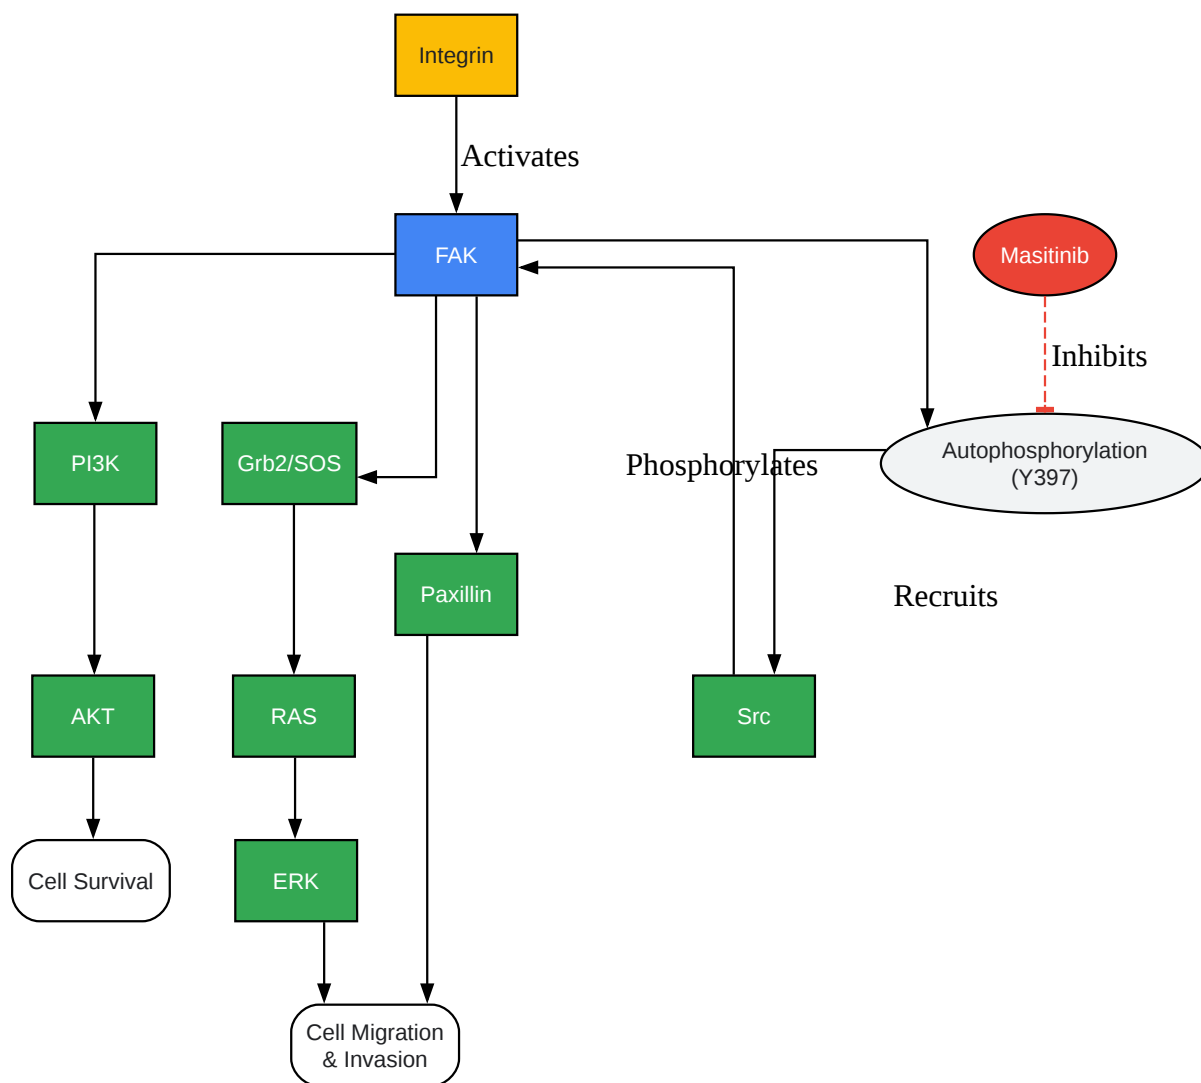 Integrin
Activates
FAK
Masitinib
Inhibits
PI3K
Grb2/SOS
Phosphorylates
Autophosphorylation
(Y397)
Paxillin
Recruits
AKT
RAS
Src
Cell Survival
ERK
Cell Migration
& Invasion